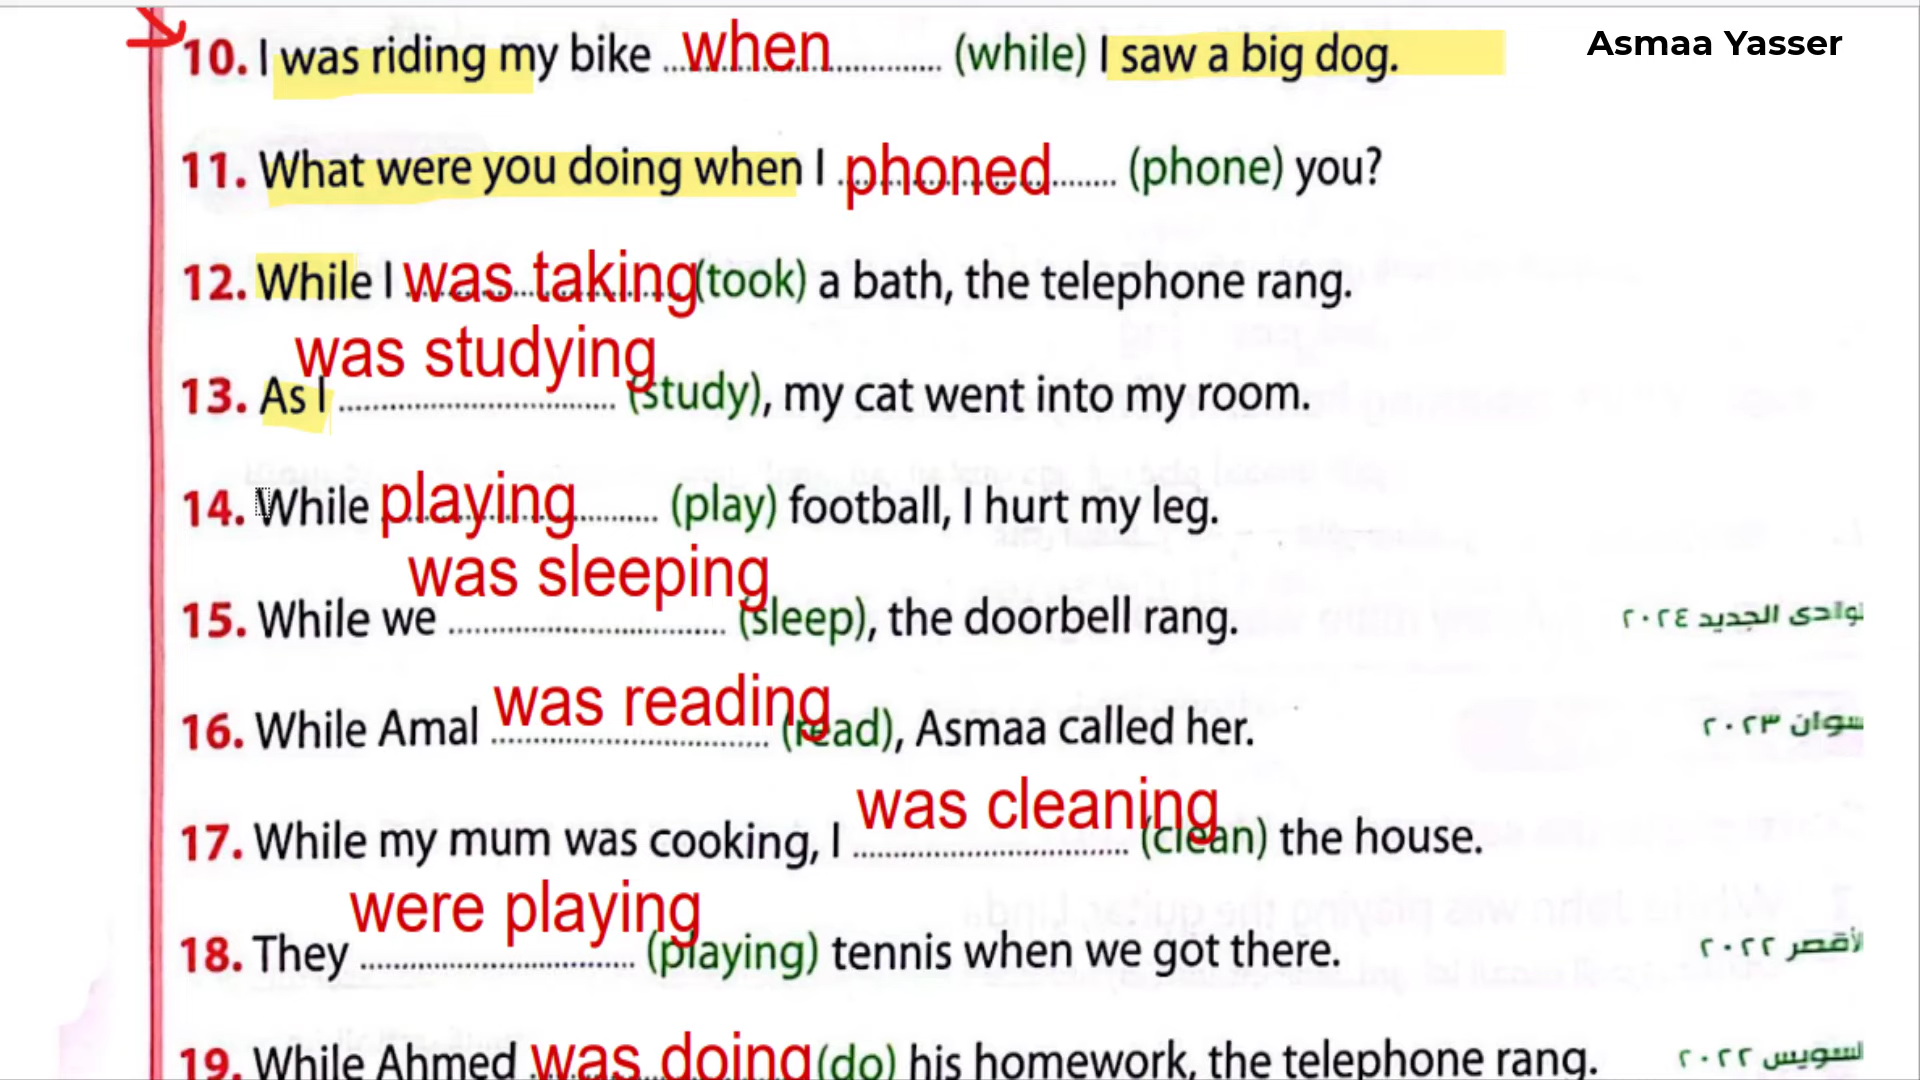 Asmaa Yasser
10. I was riding my bike when (while) I saw a big dog.
11. What were you doing when I phoned (phone) you?
12. While I was taking (took) a bath, the telephone rang.
was studying
13. As I (study), my cat went into my room.
14. While playing (play) football, I hurt my leg.
was sleeping
15. While we (sleep), the doorbell rang. لوادى الجديد ٢٠٢٤
was reading
16. While Amal (read), Asmaa called her. سوان ٢٠٢٣
was cleaning
17. While my mum was cooking, I (clean) the house.
were playing
18. They (playing) tennis when we got there. لأقصر ٢٠٢٢
19. While Ahmed was doing (do) his homework, the telephone rang. لسويس ٢٠٢٢